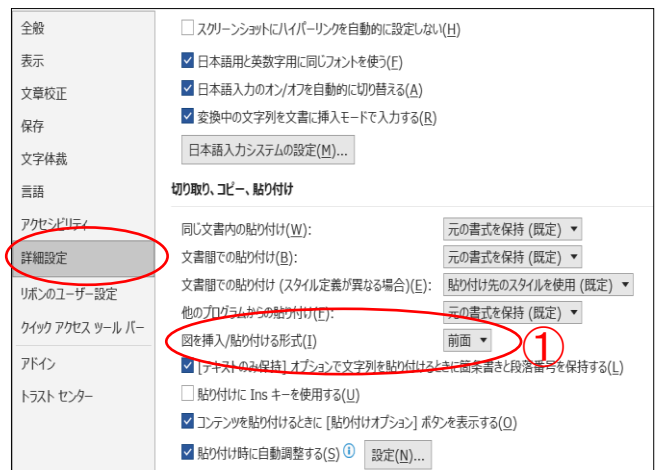 全般
表示
文章校正
保存
文字体裁
言語
アクセシビリティ
詳細設定
リボンのユーザー設定
クイック アクセス ツール バー
アドイン
トラスト センター
スクリーンショットにハイパーリンクを自動的に設定しない(H)
日本語用と英数字用に同じフォントを使う(F)
日本語入力のオン/オフを自動的に切り替える(A)
変換中の文字列を文書に挿入モードで入力する(R)
日本語入力システムの設定(M)...
切り取り、コピー、貼り付け
同じ文書内の貼り付け(W): 元の書式を保持 (既定)
文書間での貼り付け(B): 元の書式を保持 (既定)
文書間での貼り付け (スタイル定義が異なる場合)(E): 貼り付け先のスタイルを使用 (既定)
他のプログラムからの貼り付け(F): 元の書式を保持 (既定)
図を挿入/貼り付ける形式(I) 前面 ①
[テキストのみ保持] オプションで文字列を貼り付けるときに箇条書きと段落番号を保持する(L)
貼り付けに Ins キーを使用する(U)
コンテンツを貼り付けるときに [貼り付けオプション] ボタンを表示する(O)
貼り付け時に自動調整する(S) 設定(N)...